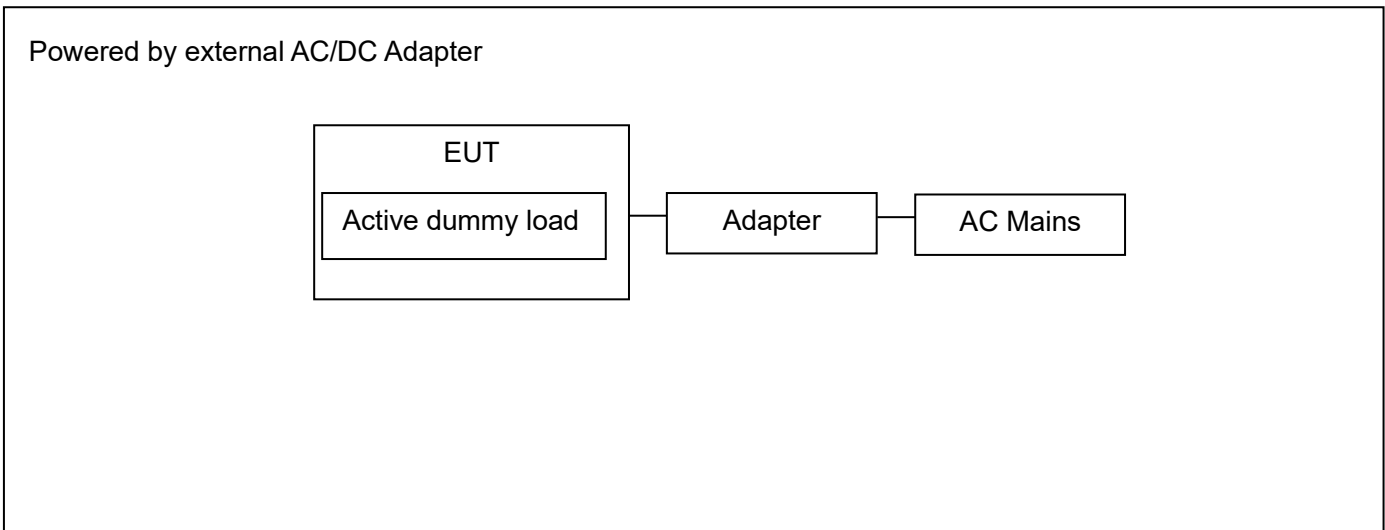 Powered by external AC/DC Adapter
EUT
Active dummy load
Adapter
AC Mains